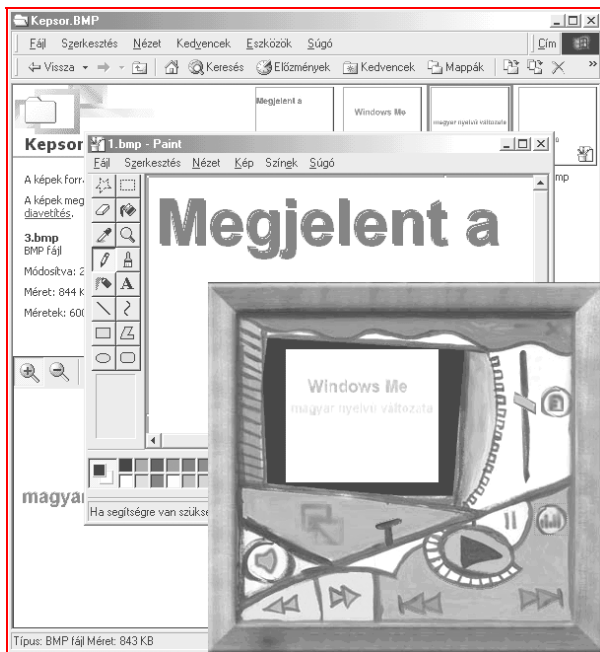 Kepsor.BMP
Fájl Szerkesztés Nézet Kedvencek Eszközök Súgó Cím
Vissza Keresés Előzmények Kedvencek Mappák »
Megjelent a
Windows Me
magyar nyelvű változata
Kepsor
1.bmp - Paint
Fájl Szerkesztés Nézet Kép Színek Súgó
A képek
A képek
diavetítés.
3.bmp
BMP fájl
Módosítva: 2
Méret: 844 K
Méretek: 600
Megjelent a
A
Windows Me
magyar nyelvű változata
magyar
Ha segítségre van
Típus: BMP fájl Méret: 843 KB